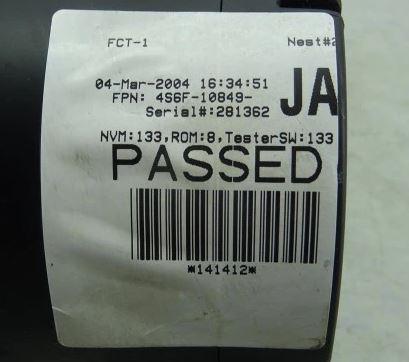 FCT-1 Nest#2
04-Mar-2004 16:34:51
FPN: 4S6F-10849- JA
Serial#:281362
NVM:133,ROM:8,TesterSW:133
PASSED
*141412*